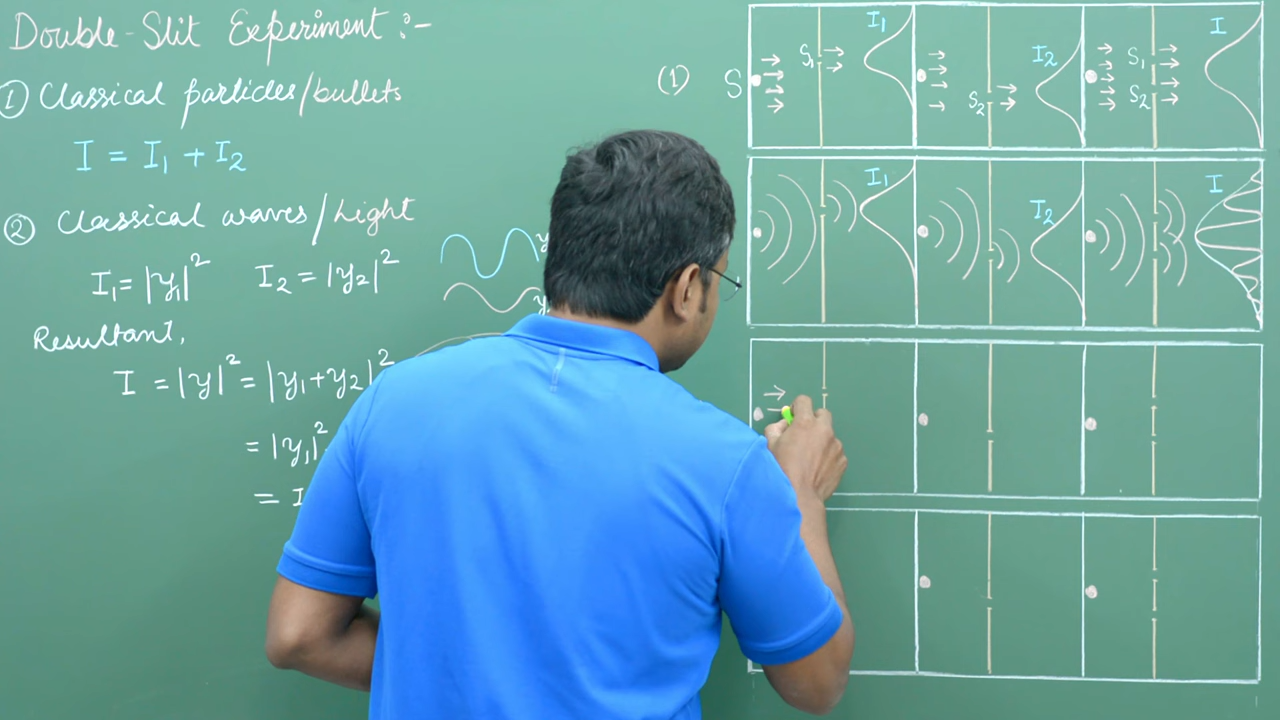 Double-Slit Experiment :-
① Classical particles/bullets
I = I₁ + I₂
② Classical waves/Light
I₁ = |y₁|² I₂ = |y₂|²
Resultant,
I = |y|² = |y₁+y₂|²
= |y₁|²
= I
(1) S S₁ I₁ S₂ I₂ S₁ S₂ I
I₁ I₂ I